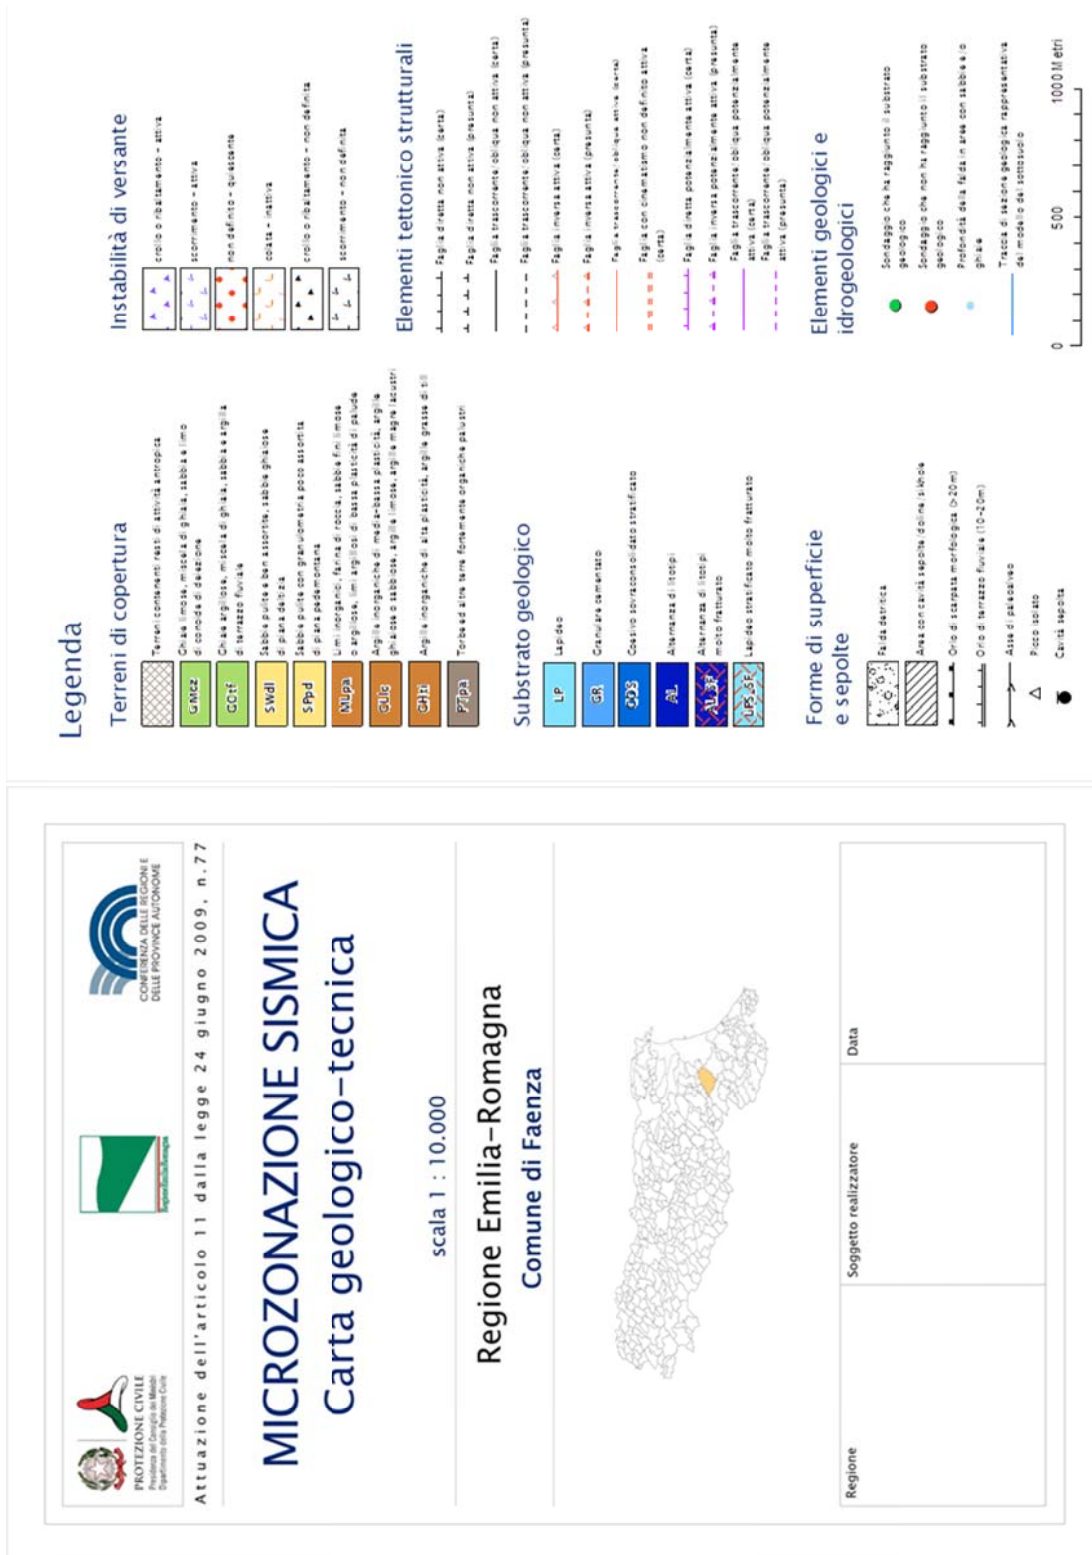 PROTEZIONE CIVILE
Presidenza del Consiglio dei Ministri
Dipartimento della Protezione Civile
RegioneEmilia-Romagna
CONFERENZA DELLE REGIONI E
DELLE PROVINCE AUTONOME
Attuazione dell'articolo 11 dalla legge 24 giugno 2009, n.77
MICROZONAZIONE SISMICA
Carta geologico-tecnica
scala 1 : 10.000
Regione Emilia-Romagna
Comune di Faenza
Regione
Soggetto realizzatore
Data
Legenda
Terreni di copertura
Terreni contenenti resti di attività antropica
GMcz
Ghiaie limose, miscela di ghiaia, sabbia e limo
di conoide di deiezione
GCtf
Ghiaie argillose, miscela di ghiaia, sabbia e argilla
di terrazzo fluviale
SWdl
Sabbie pulite e ben assortite, sabbie ghiaiose
di piana deltizia
SPpd
Sabbie pulite con granulometria poco assortita
di piana pedemontana
MLpa
Limi inorganici, farina di roccia, sabbie fini limose
o argillose, limi argillosi di bassa plasticità di palude
CLlc
Argille inorganiche di media-bassa plasticità, argille
ghiaiose o sabbiose, argille limose, argille magre lacustri
CHti
Argille inorganiche di alta plasticità, argille grasse di till
PTpa
Torbe ed altre terre fortemente organiche palustri
Substrato geologico
LP
Lapideo
GR
Granulare cementato
COS
Coesivo sovraconsolidato stratificato
AL
Alternanza di litotipi
AL_SF
Alternanza di litotipi
molto fratturato
LPS_SF
Lapideo stratificato molto fratturato
Forme di superficie
e sepolte
Falda detritica
Area con cavità sepolte/doline/sikhole
Orlo di scarpata morfologica (>20m)
Orlo di terrazzo fluviale (10-20m)
Asse di paleoalveo
Picco isolato
Cavità sepolta
Instabilità di versante
crollo o ribaltamento - attiva
scorrimento - attiva
non definito - quiescente
colata - inattiva
crollo o ribaltamento - non definita
scorrimento - non definita
Elementi tettonico strutturali
Faglia diretta non attiva (certa)
Faglia diretta non attiva (presunta)
Faglia trascorrente/obliqua non attiva (certa)
Faglia trascorrente/obliqua non attiva (presunta)
Faglia inversa attiva (certa)
Faglia inversa attiva (presunta)
Faglia trascorrente/obliqua attiva (certa)
Faglia con cinematismo non definito attiva
(certa)
Faglia diretta potenzialmente attiva (certa)
Faglia inversa potenzialmente attiva (presunta)
Faglia trascorrente/obliqua potenzialmente
attiva (certa)
Faglia trascorrente/obliqua potenzialmente
attiva (presunta)
Elementi geologici e
idrogeologici
Sondaggio che ha raggiunto il substrato
geologico
Sondaggio che non ha raggiunto il substrato
geologico
Profondità della falda in aree con sabbie e/o
ghiaie
Traccia di sezione geologica rappresentativa
del modello del sottosuolo
0 500 1000 Metri